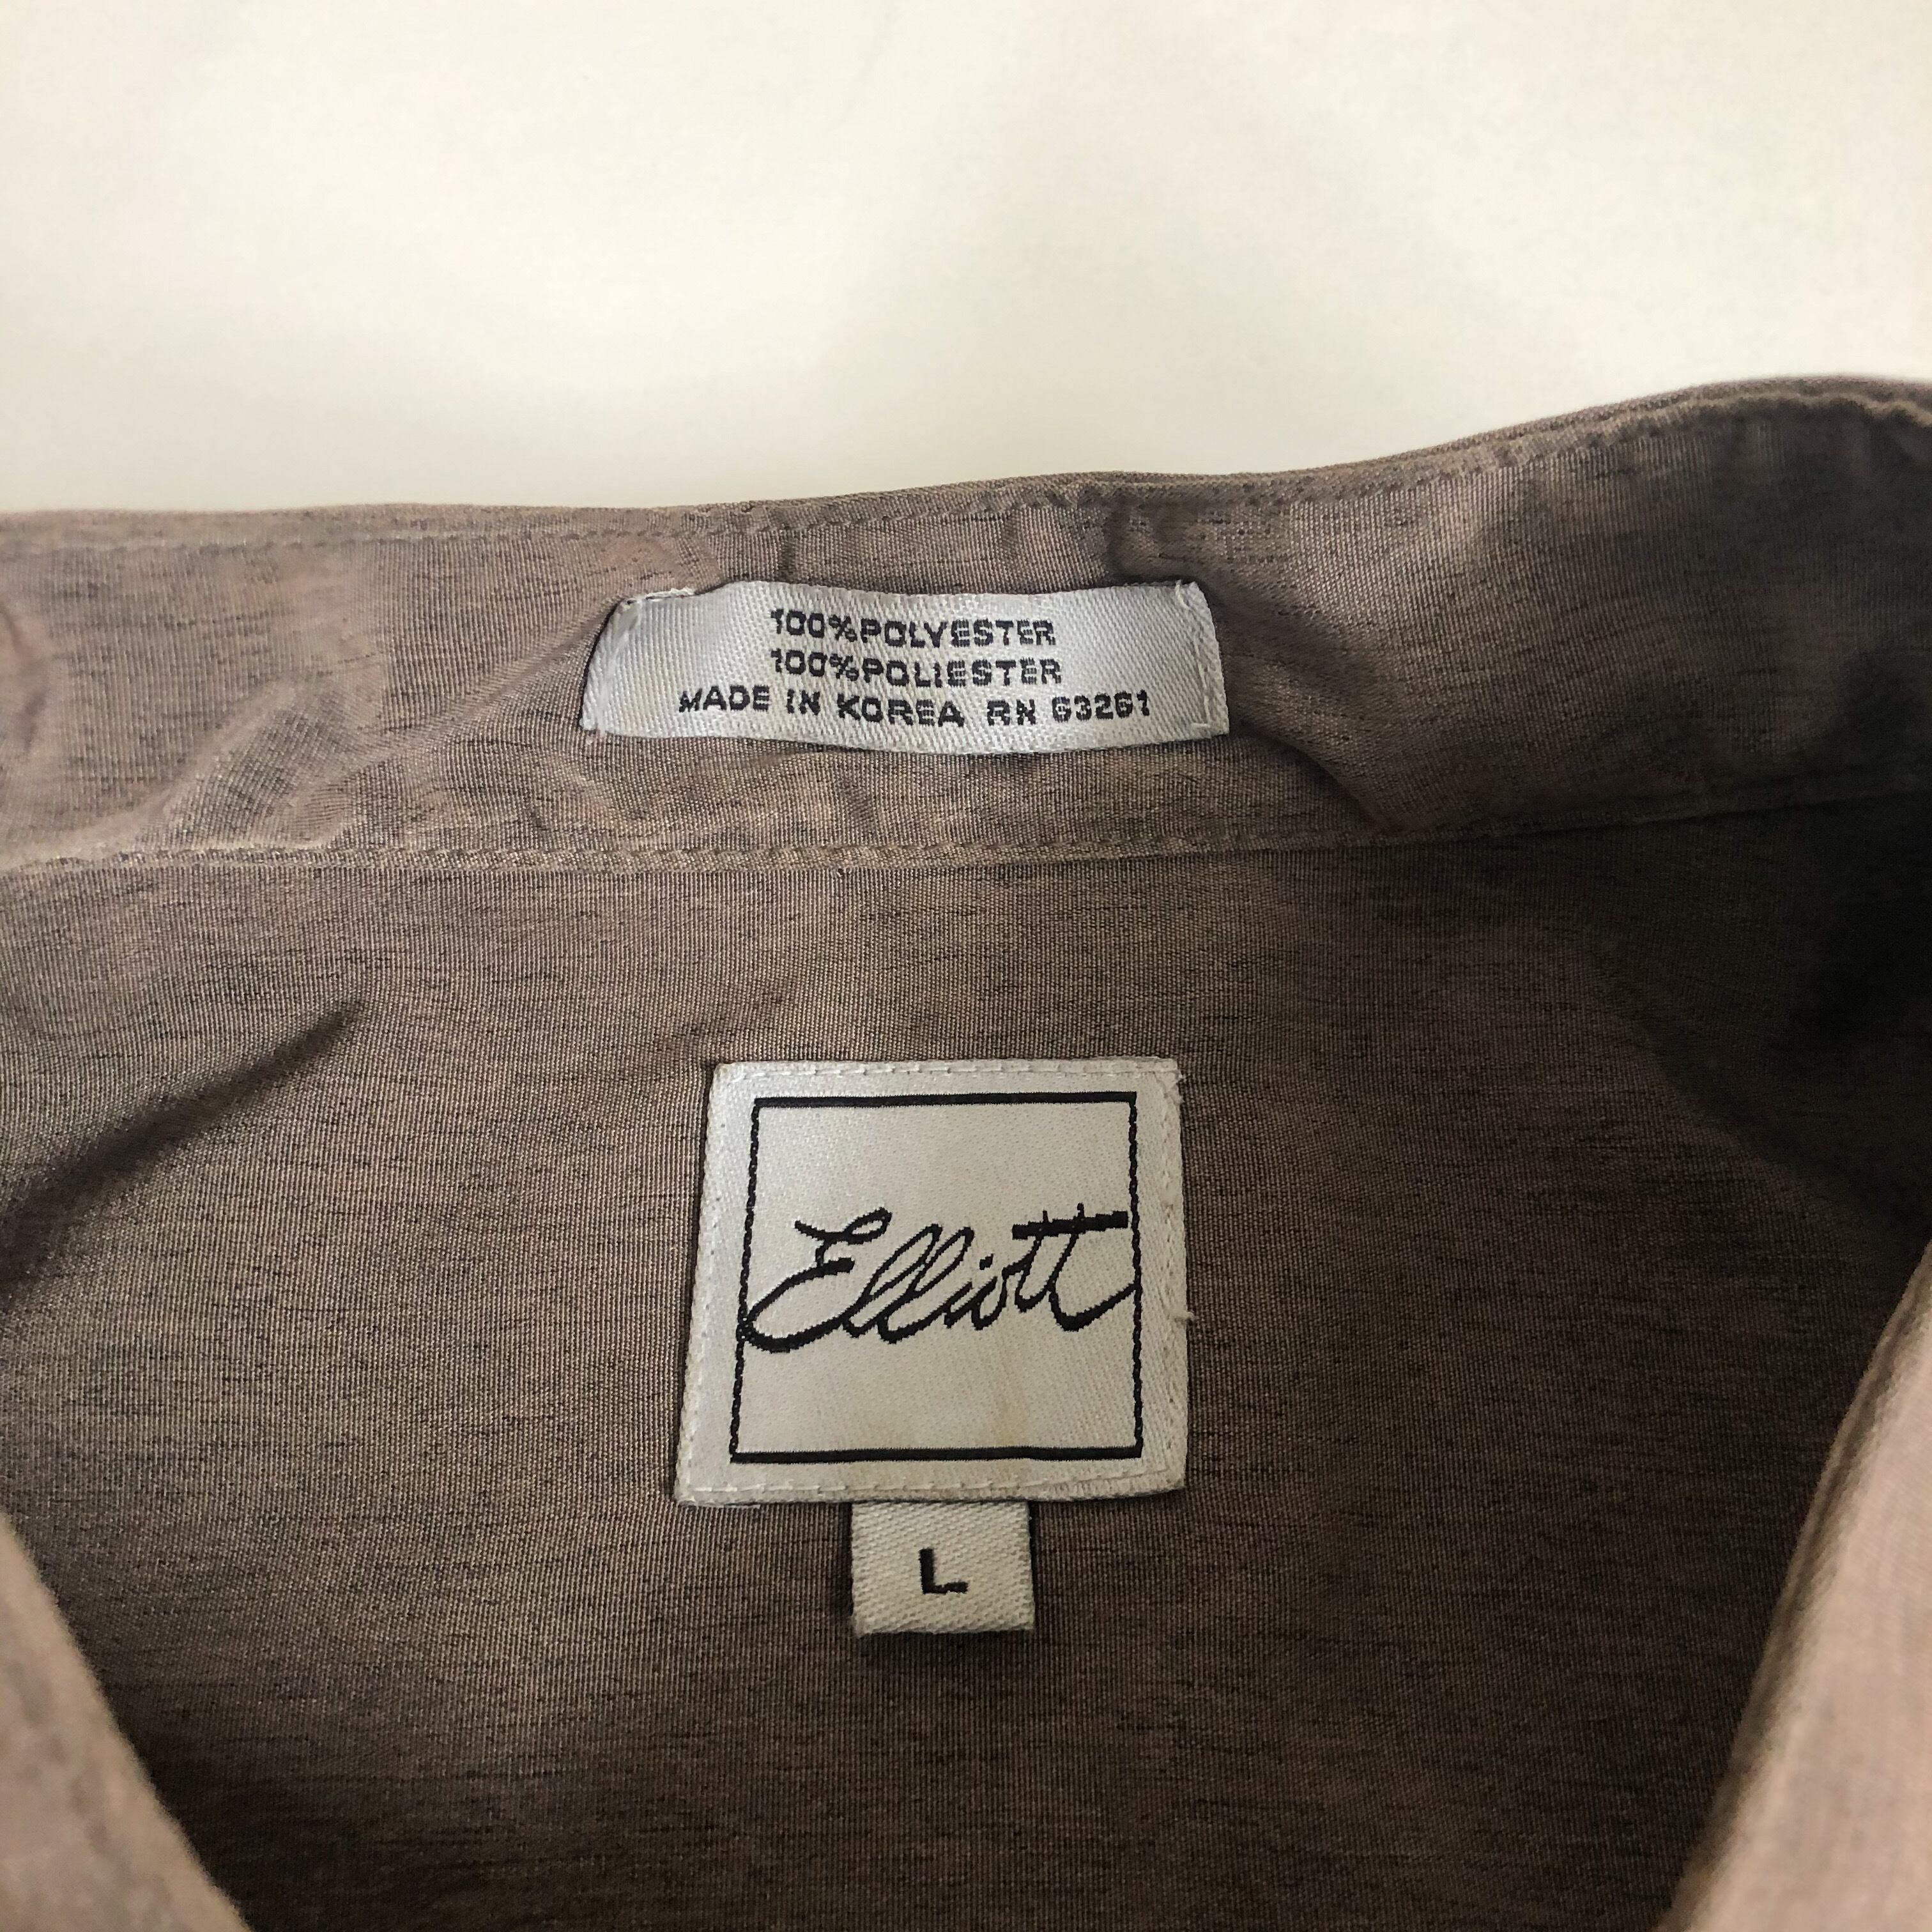 100%POLYESTER
100%POLIESTER
MADE IN KOREA RN 63261
Elliott
L